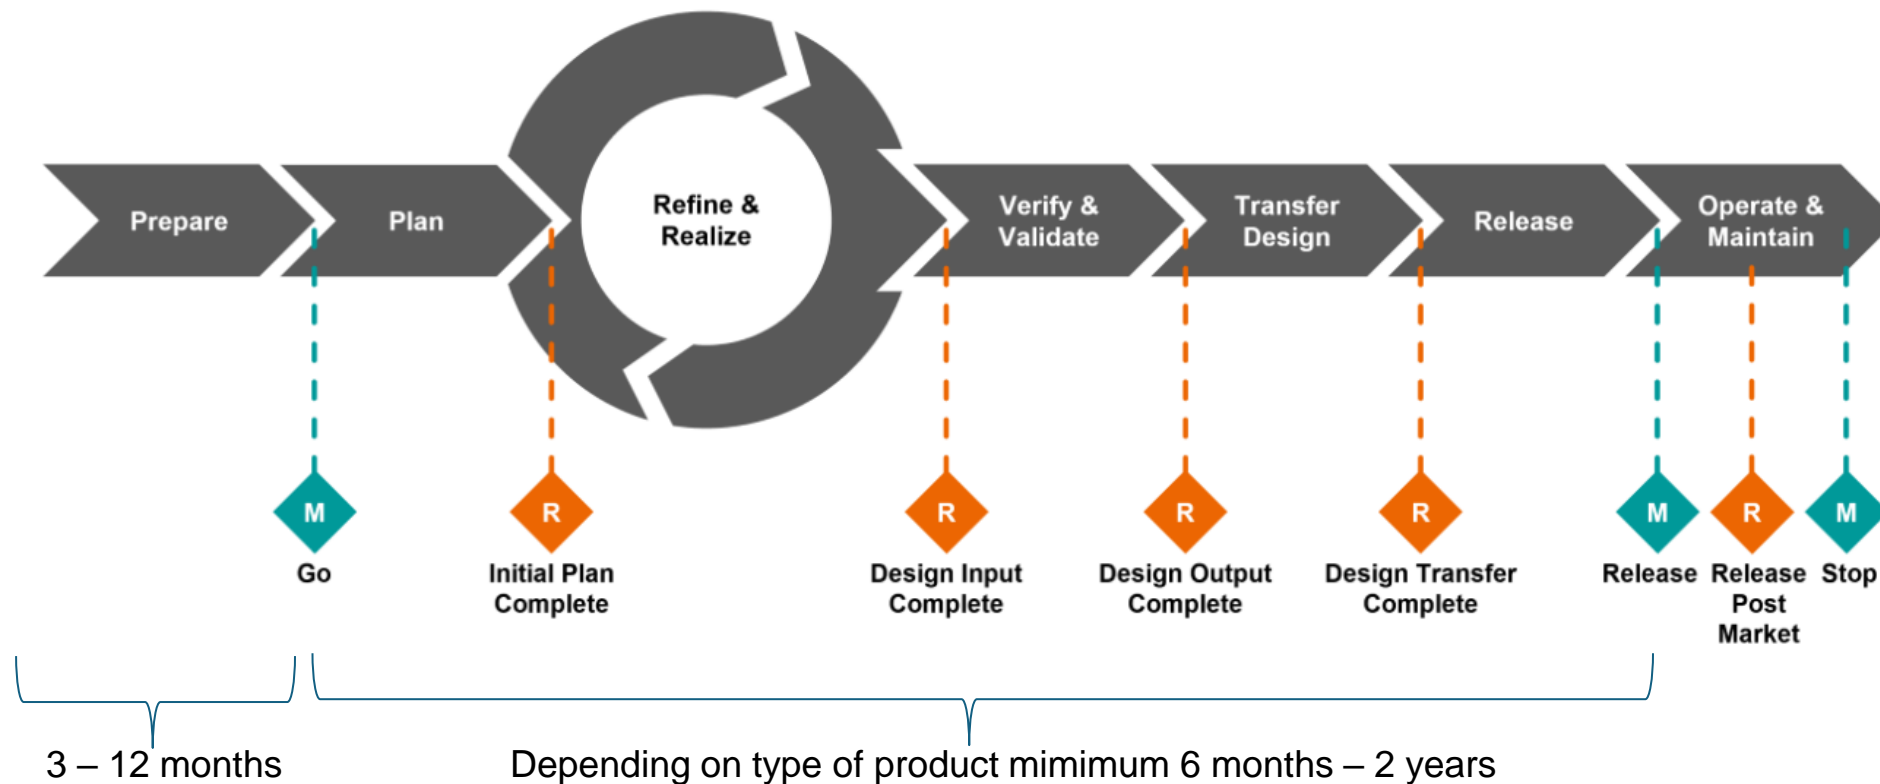 Prepare
Plan
Refine &
Realize
Verify &
Validate
Transfer
Design
Release
Operate &
Maintain
M
R
R
R
R
M
R
M
Go
Initial Plan
Complete
Design Input
Complete
Design Output
Complete
Design Transfer
Complete
Release
Release
Post
Market
Stop
3 – 12 months
Depending on type of product mimimum 6 months – 2 years